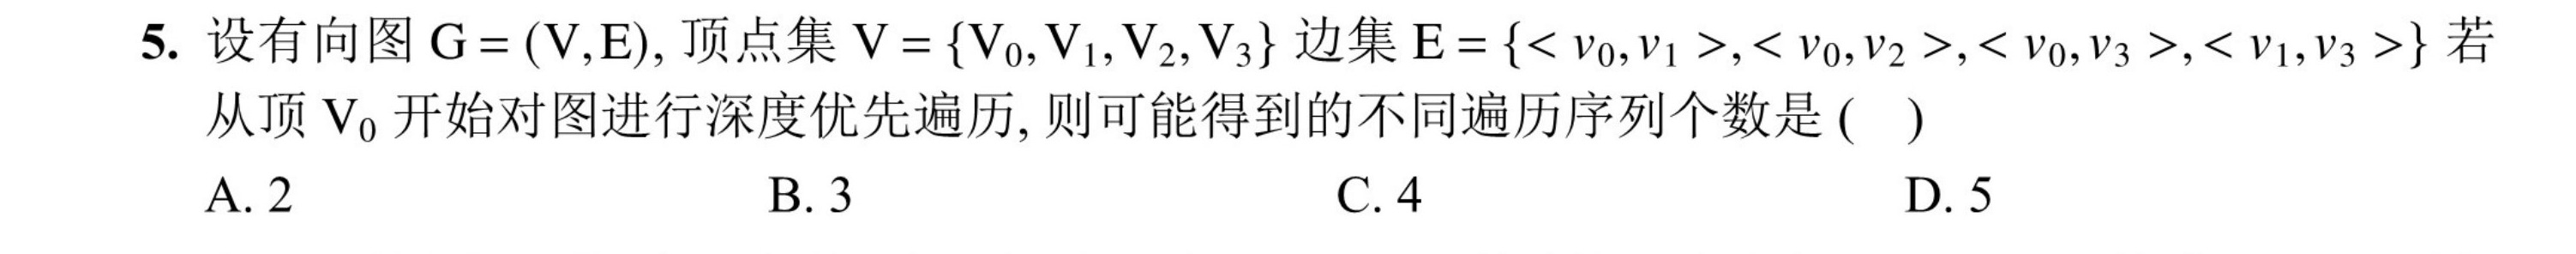 5. 设有向图 G = (V,E), 顶点集 V = {V₀, V₁, V₂, V₃} 边集 E = {< v₀, v₁ >, < v₀, v₂ >, < v₀, v₃ >, < v₁, v₃ >} 若
从顶 V₀ 开始对图进行深度优先遍历, 则可能得到的不同遍历序列个数是 ( )
A. 2 B. 3 C. 4 D. 5